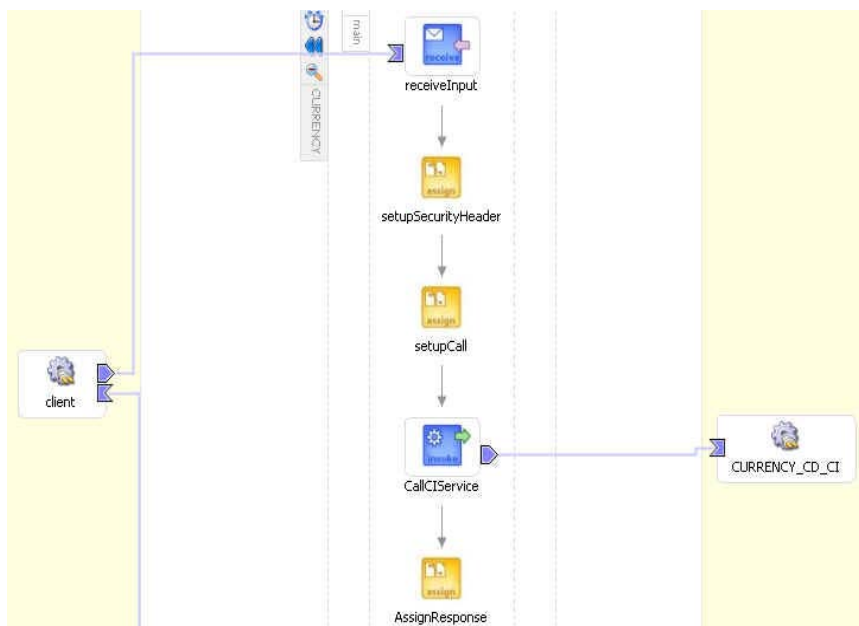 main
receive
receiveInput
CURRENCY
assign
setupSecurityHeader
assign
setupCall
client
invoke
CallCIService
CURRENCY_CD_CI
assign
AssignResponse